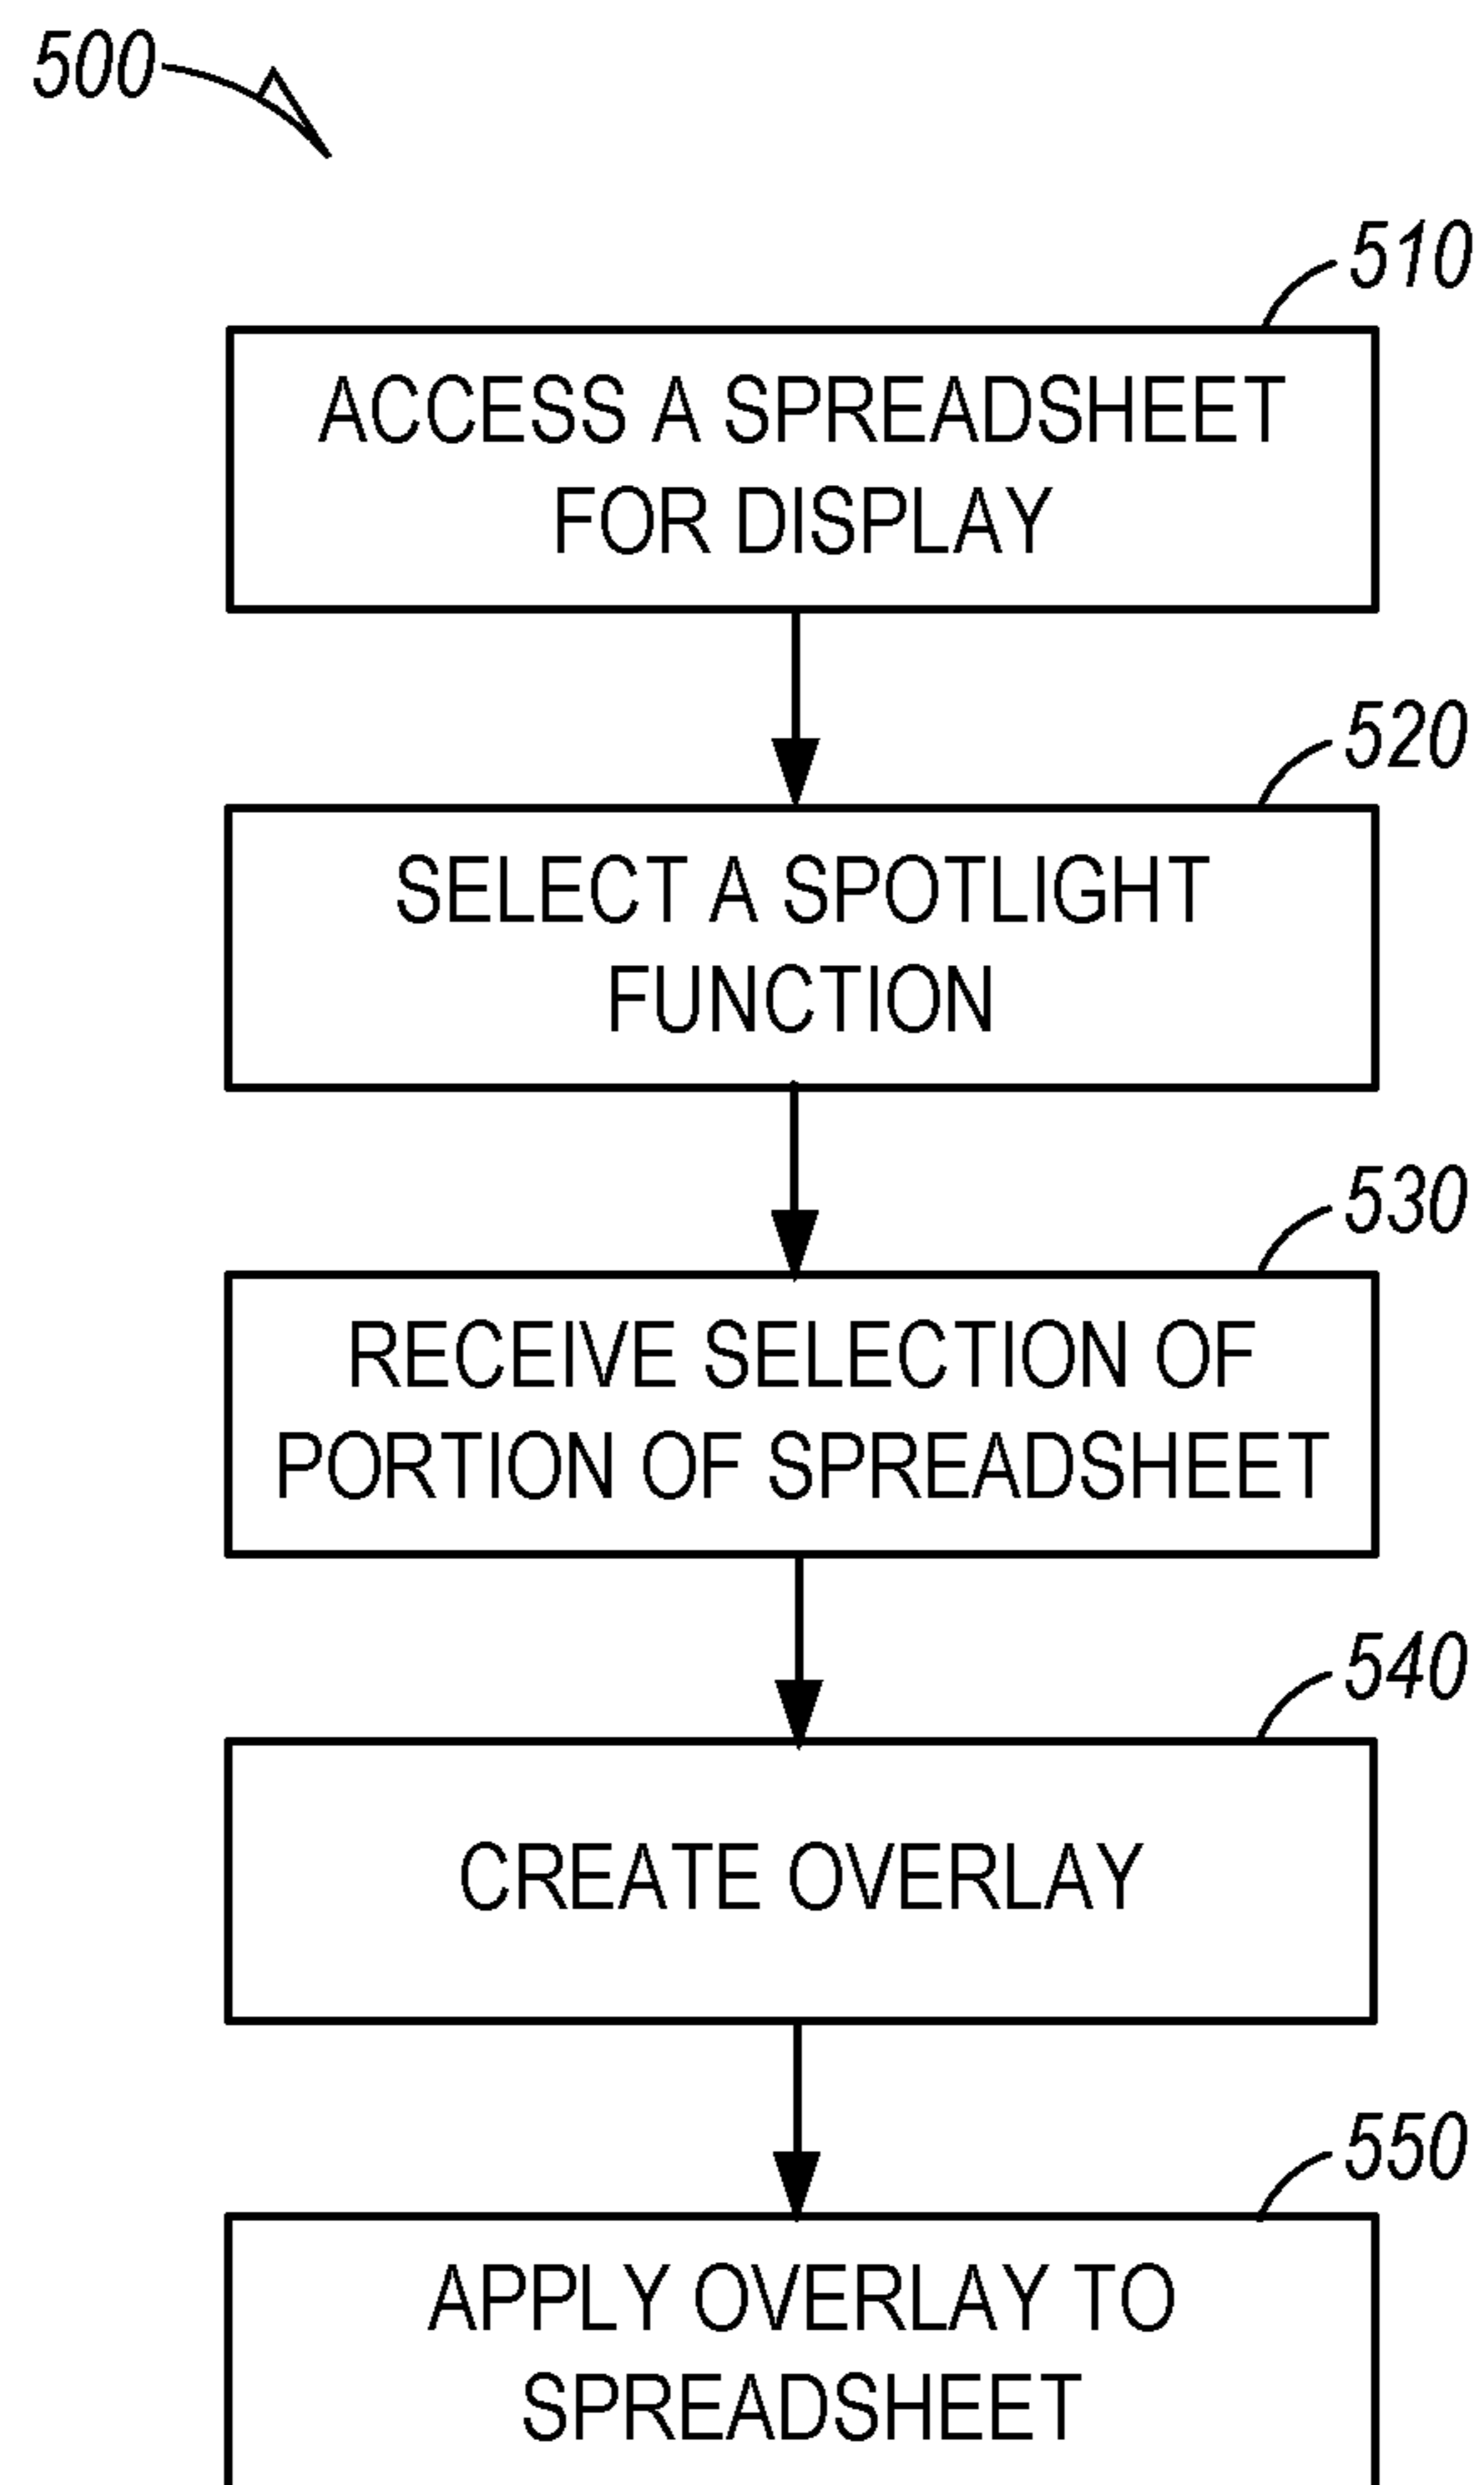 500
510
ACCESS A SPREADSHEET
FOR DISPLAY
520
SELECT A SPOTLIGHT
FUNCTION
530
RECEIVE SELECTION OF
PORTION OF SPREADSHEET
540
CREATE OVERLAY
550
APPLY OVERLAY TO
SPREADSHEET